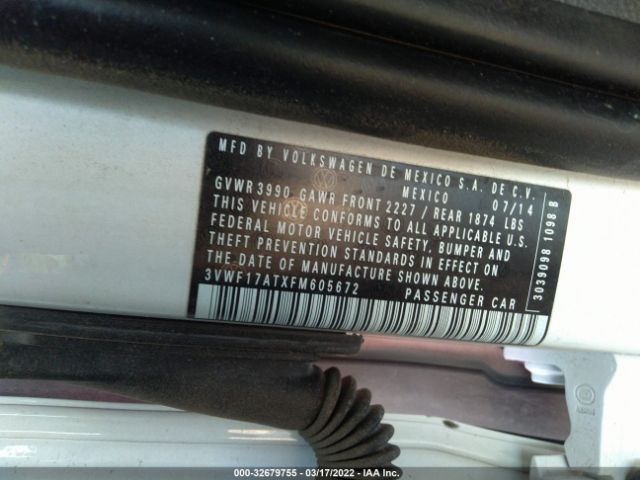 MFD BY VOLKSWAGEN DE MEXICO S.A. DE C.V.
MEXICO 07/14
GVWR 3990 GAWR FRONT 2227 / REAR 1874 LBS
THIS VEHICLE CONFORMS TO ALL APPLICABLE U.S.
FEDERAL MOTOR VEHICLE SAFETY, BUMPER AND
THEFT PREVENTION STANDARDS IN EFFECT ON
THE DATE OF MANUFACTURE SHOWN ABOVE.
3VWF17ATXFM605672 PASSENGER CAR
3039098 1098 B
000-32679755 - 03/17/2022 - IAA Inc.